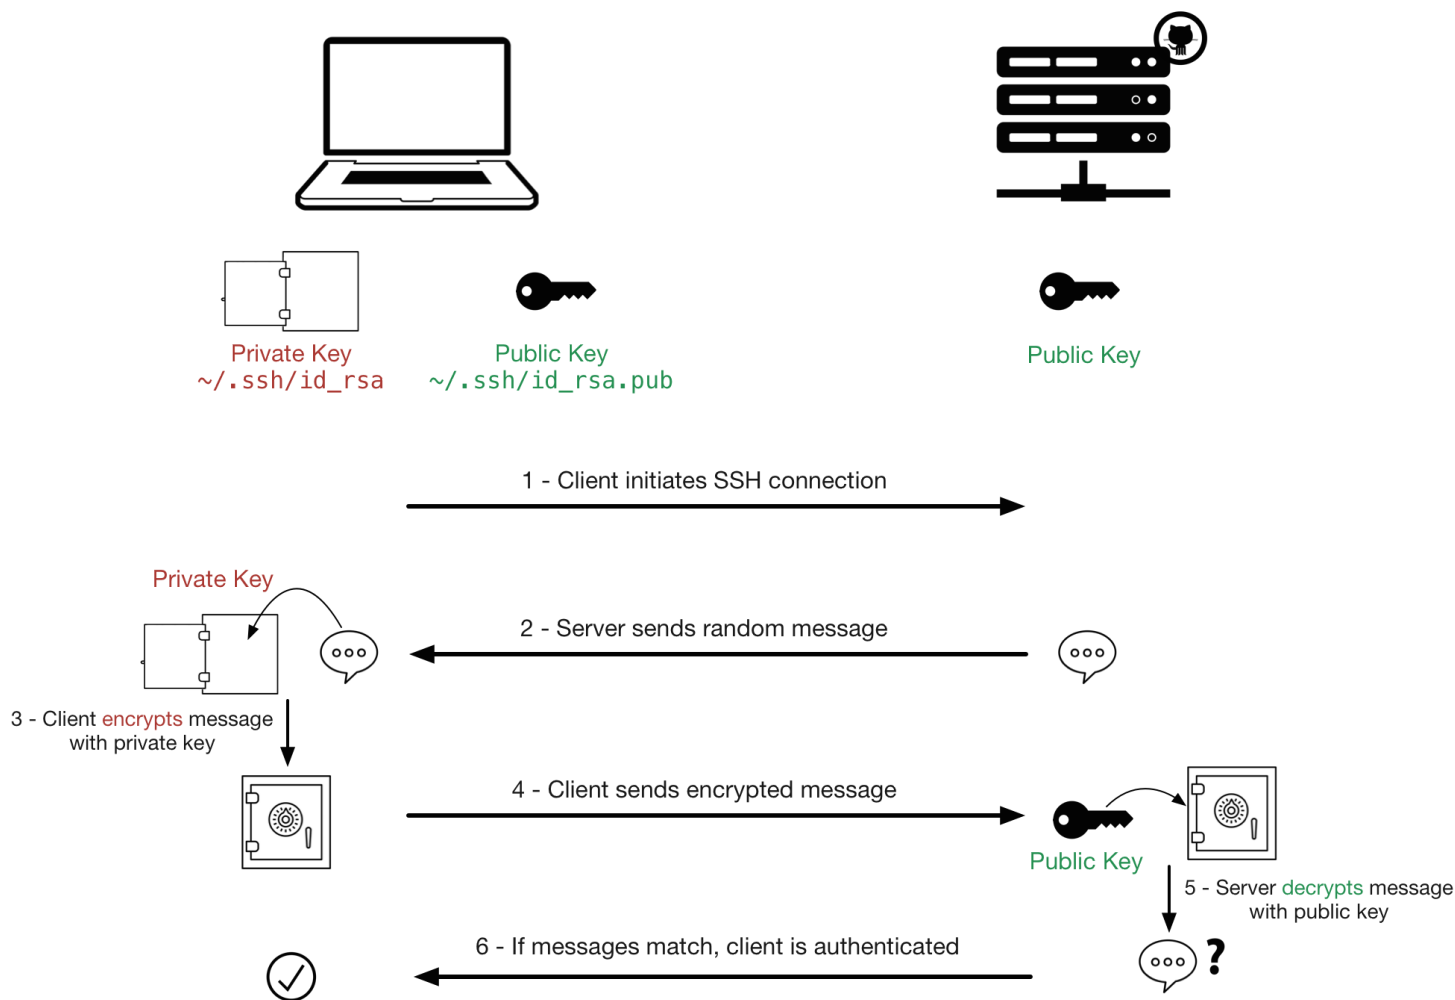 Private Key
~/.ssh/id_rsa
Public Key
~/.ssh/id_rsa.pub
Public Key
1 - Client initiates SSH connection
Private Key
2 - Server sends random message
3 - Client encrypts message
with private key
4 - Client sends encrypted message
Public Key
5 - Server decrypts message
with public key
6 - If messages match, client is authenticated
?